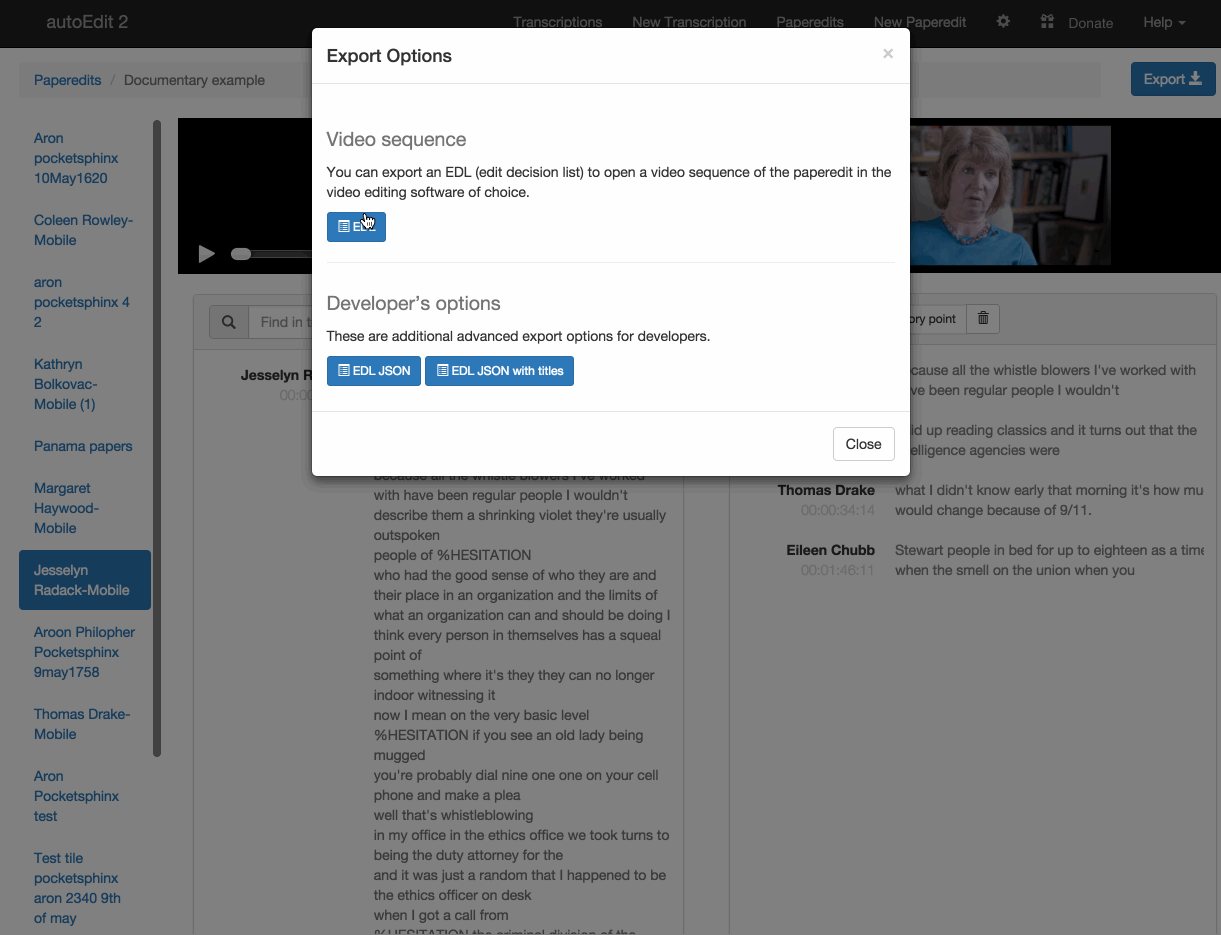 autoEdit 2
Transcriptions
New Transcription
Paperedits
New Paperedit
Donate
Help
Paperedits / Documentary example
Export
Aron
pocketsphinx
10May1620
Coleen Rowley-
Mobile
aron
pocketsphinx 4
2
Kathryn
Bolkovac-
Mobile (1)
Panama papers
Margaret
Haywood-
Mobile
Jesselyn
Radack-Mobile
Aroon Philopher
Pocketsphinx
9may1758
Thomas Drake-
Mobile
Aron
Pocketsphinx
test
Test tile
pocketsphinx
aron 2340 9th
of may
Export Options
×
Video sequence
You can export an EDL (edit decision list) to open a video sequence of the paperedit in the
video editing software of choice.
EDL
Developer's options
These are additional advanced export options for developers.
EDL JSON
EDL JSON with titles
Close
Find in t
Jesselyn R
00:00
because all the whistle blowers I've worked
with have been regular people I wouldn't
describe them a shrinking violet they're usually
outspoken
people of %HESITATION
who had the good sense of who they are and
their place in an organization and the limits of
what an organization can and should be doing I
think every person in themselves has a squeal
point of
something where it's they they can no longer
indoor witnessing it
now I mean on the very basic level
%HESITATION if you see an old lady being
mugged
you're probably dial nine one one on your cell
phone and make a plea
well that's whistleblowing
in my office in the ethics office we took turns to
being the duty attorney for the
and it was just a random that I happened to be
the ethics officer on desk
when I got a call from
%HESITATION the criminal division of the
ory point
cause all the whistle blowers I've worked with
ve been regular people I wouldn't
id up reading classics and it turns out that the
elligence agencies were
Thomas Drake
00:00:34:14
what I didn't know early that morning it's how mu
would change because of 9/11.
Eileen Chubb
00:01:46:11
Stewart people in bed for up to eighteen as a time
when the smell on the union when you